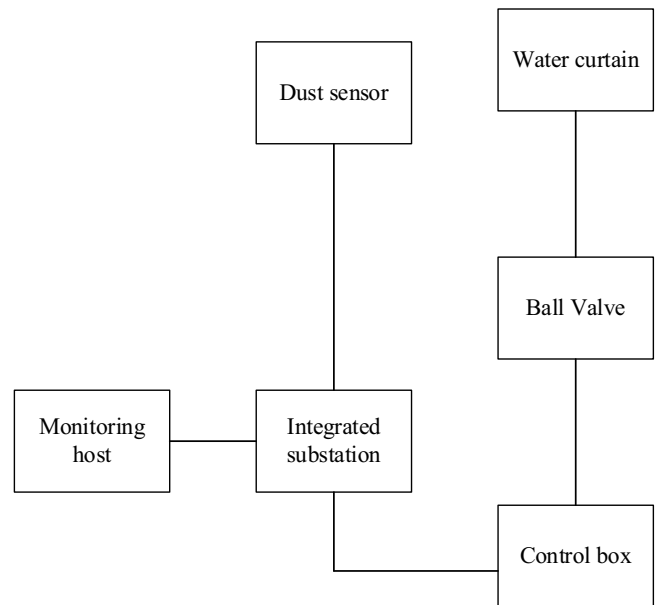 Water curtain
Dust sensor
Ball Valve
Monitoring
host
Integrated
substation
Control box